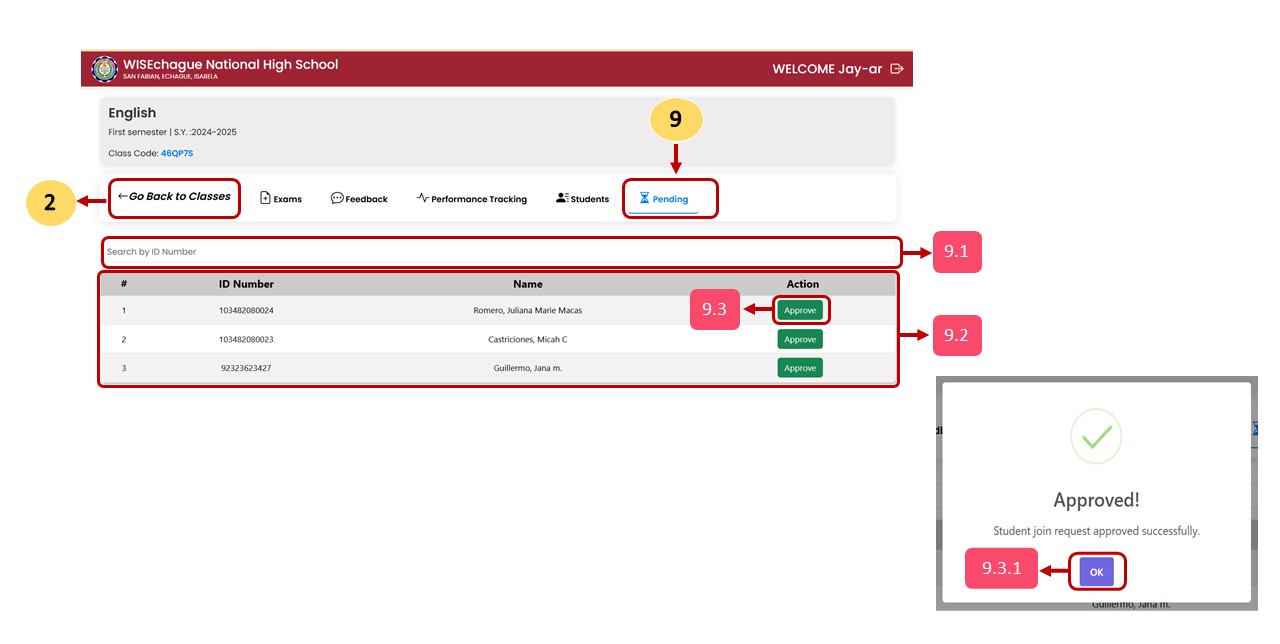 WISEchague National High School
SAN FABIAN, ECHAGUE, ISABELA
WELCOME Jay-ar
English
First semester | S.Y. :2024-2025
Class Code: 46QP7S
9
2
←Go Back to Classes
Exams
Feedback
Performance Tracking
Students
Pending
Search by ID Number
9.1
# ID Number Name Action
1 103482080024 Romero, Juliana Marie Macas Approve
9.3
2 103482080023 Castriciones, Micah C Approve
9.2
3 92323623427 Guillermo, Jana m. Approve
Approved!
Student join request approved successfully.
9.3.1
OK
Guillermo, Jana m.